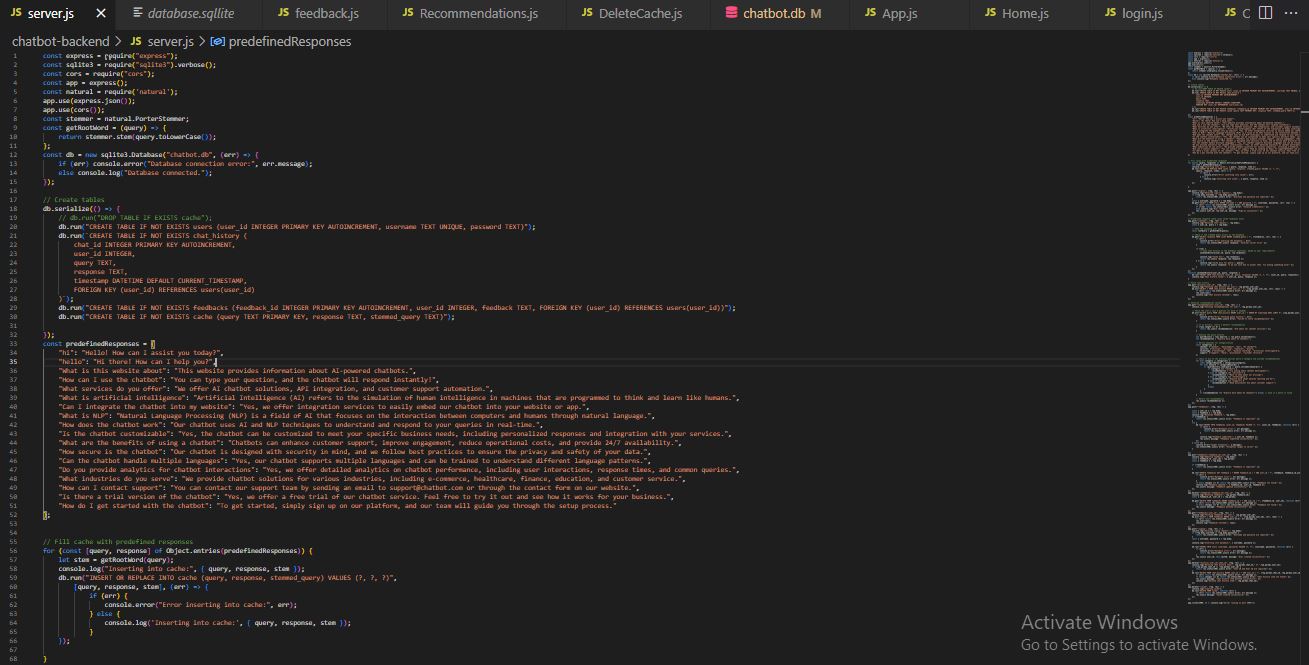 server.js
database.sqllite
feedback.js
Recommendations.js
DeleteCache.js
chatbot.db M
App.js
Home.js
login.js
chatbot-backend > server.js > predefinedResponses
1 const express = require("express");
2 const sqlite3 = require("sqlite3").verbose();
3 const cors = require("cors");
4 const app = express();
5 const natural = require('natural');
6 app.use(express.json());
7 app.use(cors());
8 const stemmer = natural.PorterStemmer;
9 const getRootWord = (query) => {
10 return stemmer.stem(query.toLowerCase());
11 };
12 const db = new sqlite3.Database("chatbot.db", (err) => {
13 if (err) console.error("Database connection error:", err.message);
14 else console.log("Database connected.");
15 });
16
17 // Create tables
18 db.serialize(() => {
19 // db.run("DROP TABLE IF EXISTS cache");
20 db.run("CREATE TABLE IF NOT EXISTS users (user_id INTEGER PRIMARY KEY AUTOINCREMENT, username TEXT UNIQUE, password TEXT)");
21 db.run(`CREATE TABLE IF NOT EXISTS chat_history (
22 chat_id INTEGER PRIMARY KEY AUTOINCREMENT,
23 user_id INTEGER,
24 query TEXT,
25 response TEXT,
26 timestamp DATETIME DEFAULT CURRENT_TIMESTAMP,
27 FOREIGN KEY (user_id) REFERENCES users(user_id)
28 )`);
29 db.run("CREATE TABLE IF NOT EXISTS feedbacks (feedback_id INTEGER PRIMARY KEY AUTOINCREMENT, user_id INTEGER, feedback TEXT, FOREIGN KEY (user_id) REFERENCES users(user_id))");
30 db.run("CREATE TABLE IF NOT EXISTS cache (query TEXT PRIMARY KEY, response TEXT, stemmed_query TEXT)");
31
32 });
33 const predefinedResponses = {
34 "hi": "Hello! How can I assist you today?",
35 "hello": "Hi there! How can I help you?",
36 "What is this website about": "This website provides information about AI-powered chatbots.",
37 "How can I use the chatbot": "You can type your question, and the chatbot will respond instantly!",
38 "What services do you offer": "We offer AI chatbot solutions, API integration, and customer support automation.",
39 "What is artificial intelligence": "Artificial Intelligence (AI) refers to the simulation of human intelligence in machines that are programmed to think and learn like humans.",
40 "Can I integrate the chatbot into my website": "Yes, we offer integration services to easily embed our chatbot into your website or app.",
41 "What is NLP": "Natural Language Processing (NLP) is a field of AI that focuses on the interaction between computers and humans through natural language.",
42 "How does the chatbot work": "Our chatbot uses AI and NLP techniques to understand and respond to your queries in real-time.",
43 "Is the chatbot customizable": "Yes, the chatbot can be customized to meet your specific business needs, including personalized responses and integration with your services.",
44 "What are the benefits of using a chatbot": "Chatbots can enhance customer support, improve engagement, reduce operational costs, and provide 24/7 availability.",
45 "How secure is the chatbot": "Our chatbot is designed with security in mind, and we follow best practices to ensure the privacy and safety of your data.",
46 "Can the chatbot handle multiple languages": "Yes, our chatbot supports multiple languages and can be trained to understand different language patterns.",
47 "Do you provide analytics for chatbot interactions": "Yes, we offer detailed analytics on chatbot performance, including user interactions, response times, and common queries.",
48 "What industries do you serve": "We provide chatbot solutions for various industries, including e-commerce, healthcare, finance, education, and customer service.",
49 "How can I contact support": "You can contact our support team by sending an email to support@chatbot.com or through the contact form on our website.",
50 "Is there a trial version of the chatbot": "Yes, we offer a free trial of our chatbot service. Feel free to try it out and see how it works for your business.",
51 "How do I get started with the chatbot": "To get started, simply sign up on our platform, and our team will guide you through the setup process."
52 };
53
54
55 // Fill cache with predefined responses
56 for (const [query, response] of Object.entries(predefinedResponses)) {
57 let stem = getRootWord(query);
58 console.log("Inserting into cache:", { query, response, stem });
59 db.run("INSERT OR REPLACE INTO cache (query, response, stemmed_query) VALUES (?, ?, ?)",
60 [query, response, stem], (err) => {
61 if (err) {
62 console.error("Error inserting into cache:", err);
63 } else {
64 console.log('Inserting into cache:', { query, response, stem });
65 }
66 });
67
68 }
Activate Windows
Go to Settings to activate Windows.